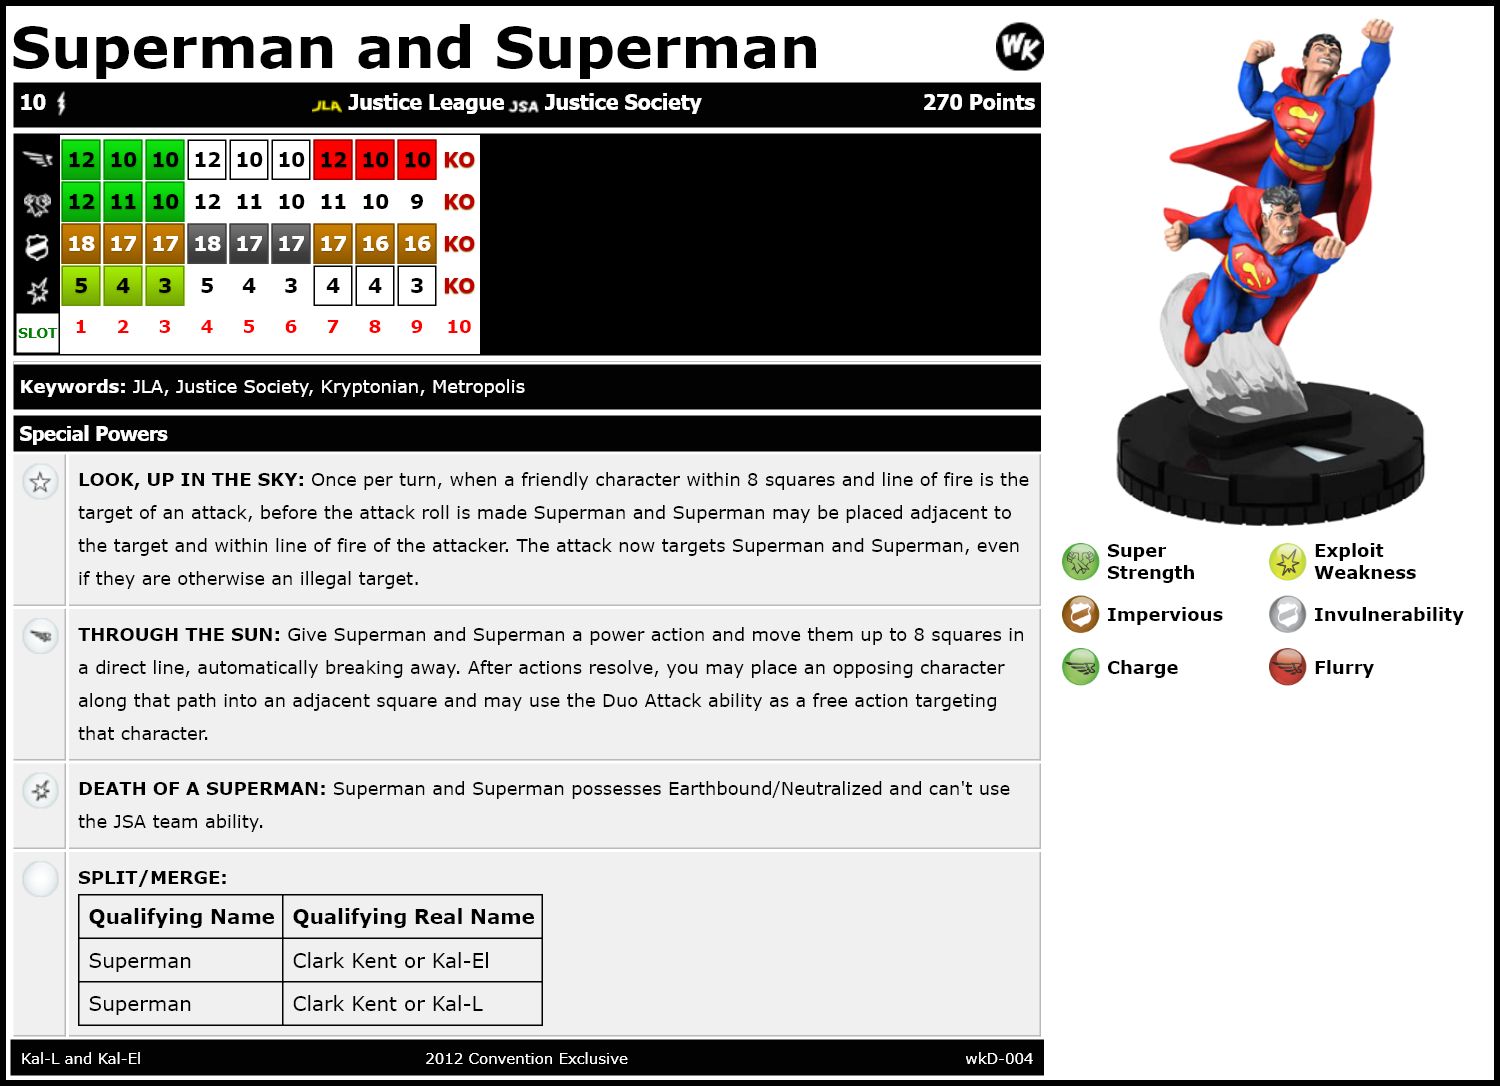 Superman and Superman
WK
10 JLA Justice League JSA Justice Society 270 Points
12 10 10 12 10 10 12 10 10 KO
12 11 10 12 11 10 11 10 9 KO
18 17 17 18 17 17 17 16 16 KO
5 4 3 5 4 3 4 4 3 KO
SLOT 1 2 3 4 5 6 7 8 9 10
Keywords: JLA, Justice Society, Kryptonian, Metropolis
Special Powers
LOOK, UP IN THE SKY: Once per turn, when a friendly character within 8 squares and line of fire is the
target of an attack, before the attack roll is made Superman and Superman may be placed adjacent to
the target and within line of fire of the attacker. The attack now targets Superman and Superman, even
if they are otherwise an illegal target.
THROUGH THE SUN: Give Superman and Superman a power action and move them up to 8 squares in
a direct line, automatically breaking away. After actions resolve, you may place an opposing character
along that path into an adjacent square and may use the Duo Attack ability as a free action targeting
that character.
DEATH OF A SUPERMAN: Superman and Superman possesses Earthbound/Neutralized and can't use
the JSA team ability.
SPLIT/MERGE:
Qualifying Name Qualifying Real Name
Superman Clark Kent or Kal-El
Superman Clark Kent or Kal-L
Kal-L and Kal-El 2012 Convention Exclusive wkD-004
Super
Strength
Exploit
Weakness
Impervious
Invulnerability
Charge
Flurry